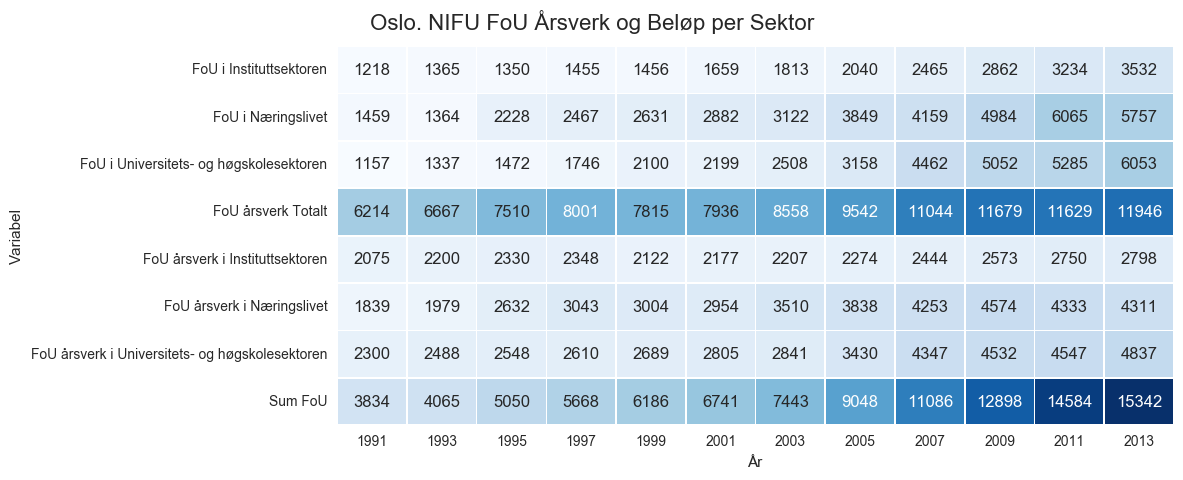 Oslo. NIFU FoU Årsverk og Beløp per Sektor
Variabel
FoU i Instituttsektoren 1218 1365 1350 1455 1456 1659 1813 2040 2465 2862 3234 3532
FoU i Næringslivet 1459 1364 2228 2467 2631 2882 3122 3849 4159 4984 6065 5757
FoU i Universitets- og høgskolesektoren 1157 1337 1472 1746 2100 2199 2508 3158 4462 5052 5285 6053
FoU årsverk Totalt 6214 6667 7510 8001 7815 7936 8558 9542 11044 11679 11629 11946
FoU årsverk i Instituttsektoren 2075 2200 2330 2348 2122 2177 2207 2274 2444 2573 2750 2798
FoU årsverk i Næringslivet 1839 1979 2632 3043 3004 2954 3510 3838 4253 4574 4333 4311
FoU årsverk i Universitets- og høgskolesektoren 2300 2488 2548 2610 2689 2805 2841 3430 4347 4532 4547 4837
Sum FoU 3834 4065 5050 5668 6186 6741 7443 9048 11086 12898 14584 15342
1991 1993 1995 1997 1999 2001 2003 2005 2007 2009 2011 2013
År